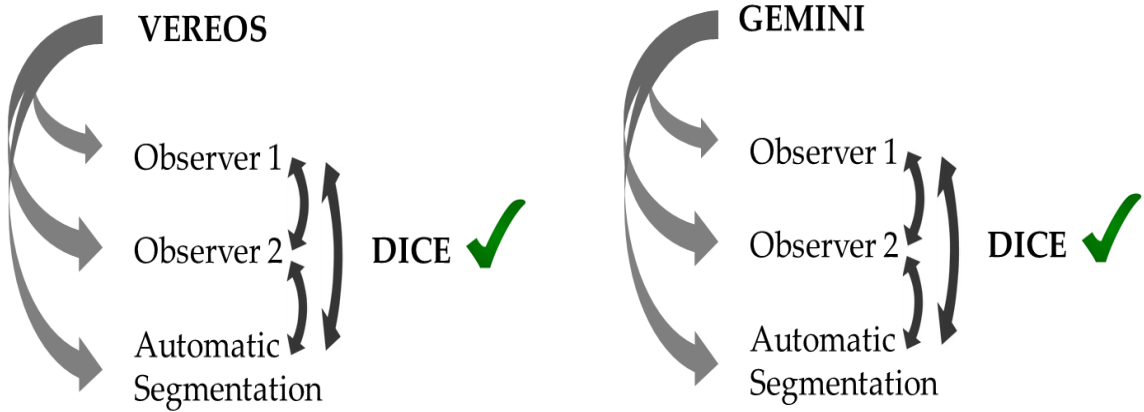 VEREOS
Observer 1
Observer 2
DICE
Automatic
Segmentation
GEMINI
Observer 1
Observer 2
DICE
Automatic
Segmentation